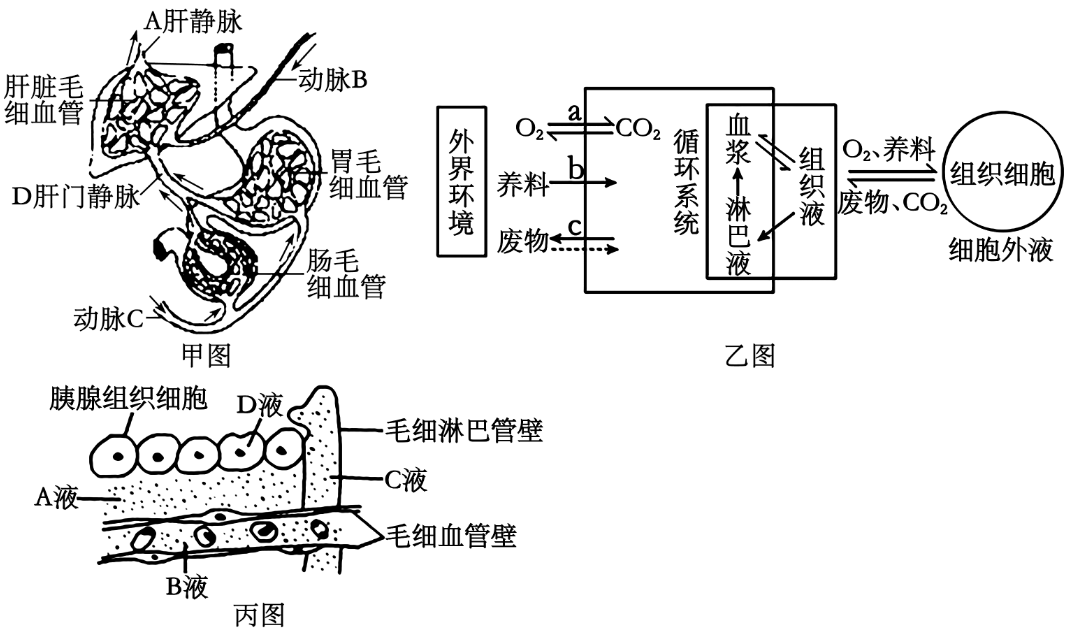 A肝静脉
动脉B
肝脏毛
细血管
胃毛
细血管
D肝门静脉
肠毛
细血管
动脉C
甲图
外界环境
O₂
a
CO₂
养料
b
废物
c
循环系统
血浆
组织液
淋巴液
O₂、养料
废物、CO₂
组织细胞
细胞外液
乙图
胰腺组织细胞
D液
毛细淋巴管壁
C液
A液
毛细血管壁
B液
丙图